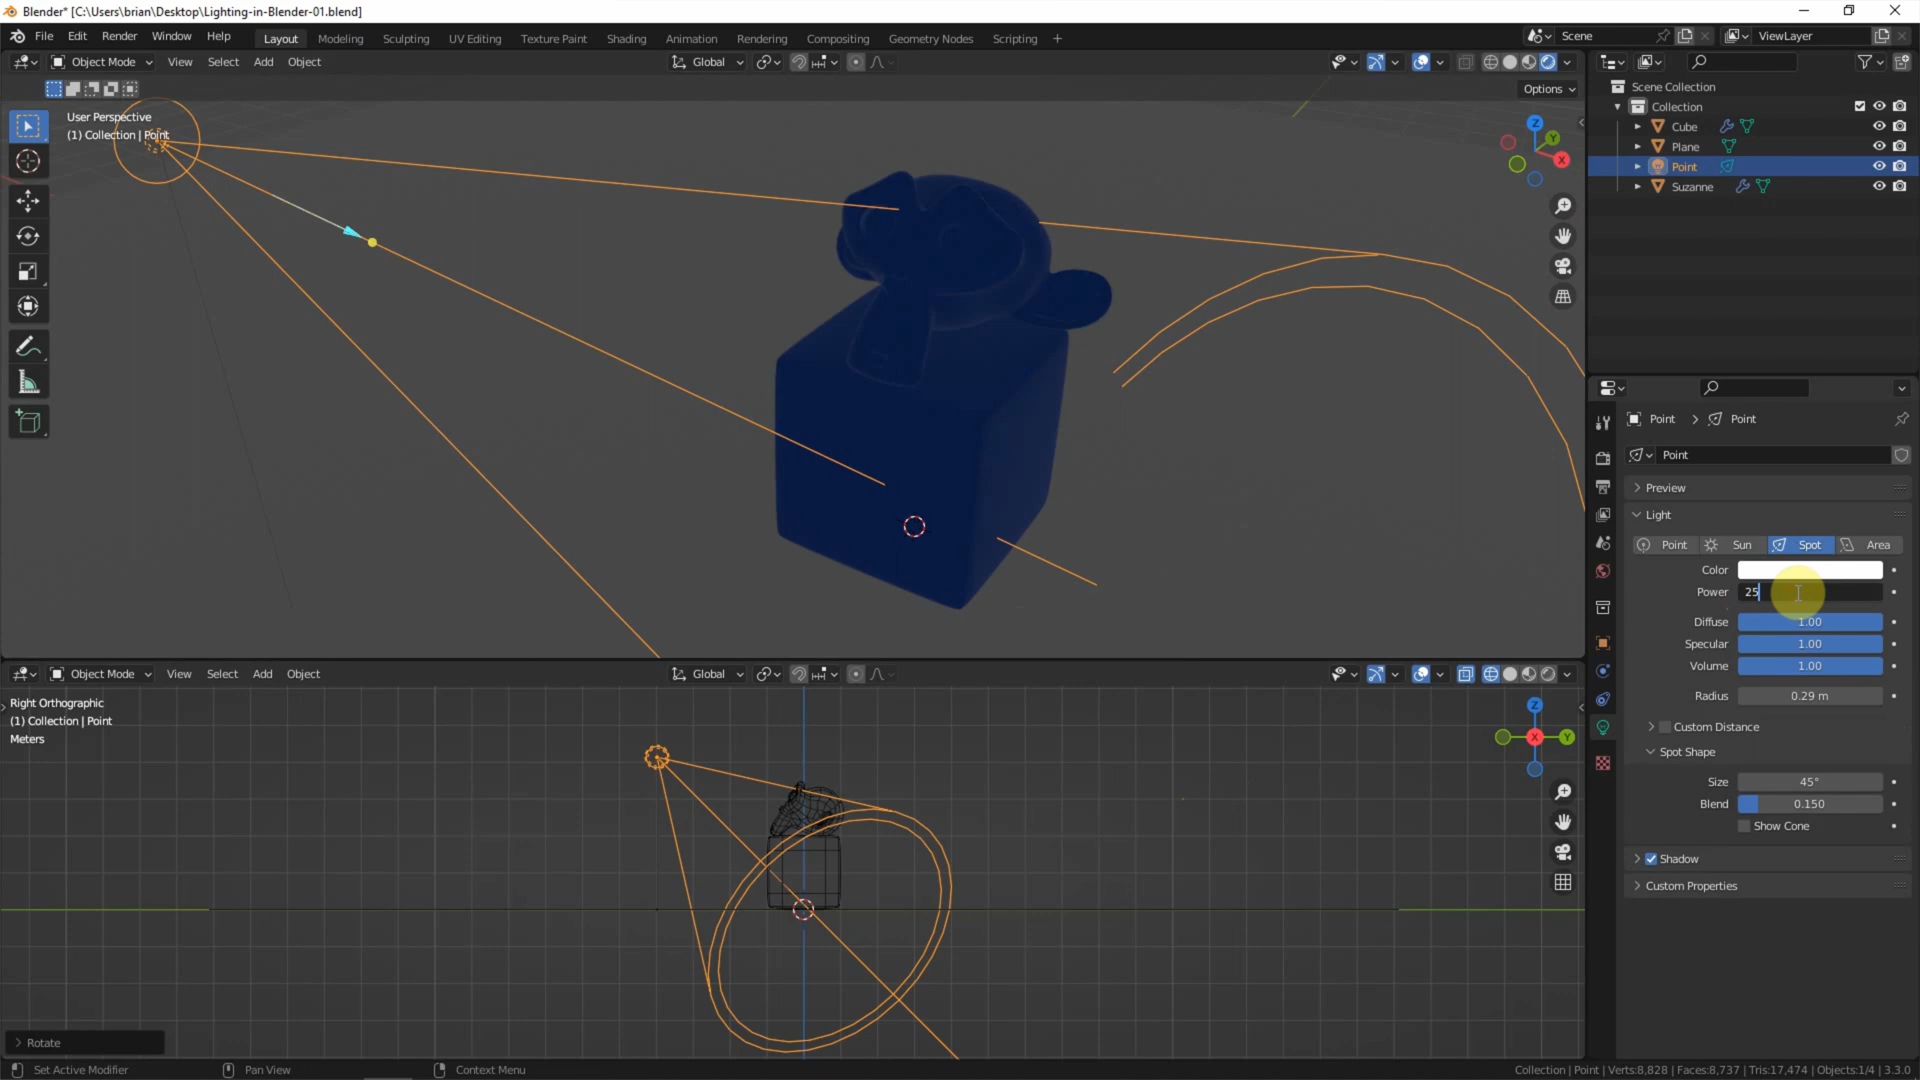 Blender* [C:\Users\brian\Desktop\Lighting-in-Blender-01.blend]
File Edit Render Window Help Layout Modeling Sculpting UV Editing Texture Paint Shading Animation Rendering Compositing Geometry Nodes Scripting + Scene ViewLayer
Object Mode View Select Add Object Global
Options
User Perspective
(1) Collection | Point
Z
Y
X
Scene Collection
Collection
Cube
Plane
Point
Suzanne
Point > Point
Point
Preview
Light
Point Sun Spot Area
Color
Power 25
Diffuse 1.00
Specular 1.00
Volume 1.00
Radius 0.29 m
Custom Distance
Spot Shape
Size 45°
Blend 0.150
Show Cone
Shadow
Custom Properties
Object Mode View Select Add Object Global
Right Orthographic
(1) Collection | Point
Meters
Z
X
Y
Rotate
Set Active Modifier Pan View Context Menu Collection | Point | Verts:8,828 | Faces:8,737 | Tris:17,474 | Objects:1/4 | 3.3.0